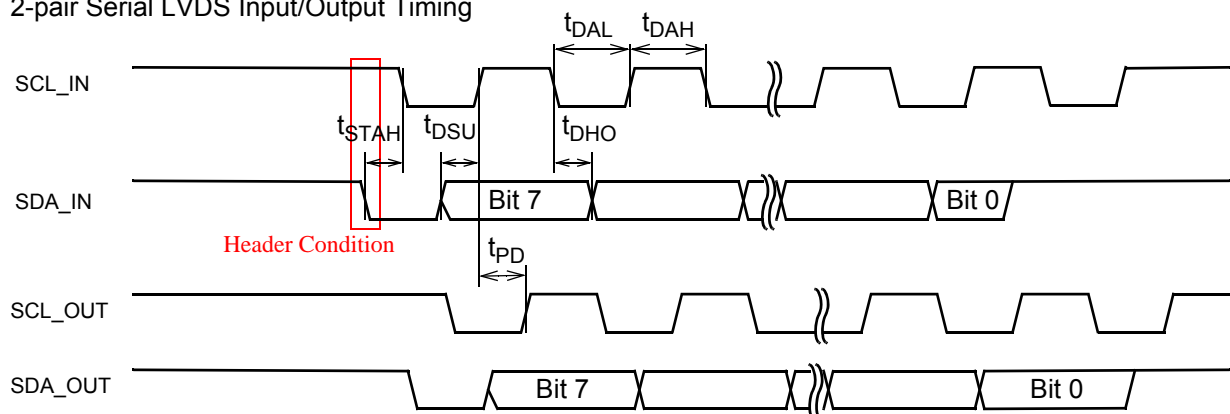 2-pair Serial LVDS Input/Output Timing
tDAL tDAH
SCL_IN
tSTAH tDSU tDHO
SDA_IN Bit 7 Bit 0
Header Condition
tPD
SCL_OUT
SDA_OUT Bit 7 Bit 0